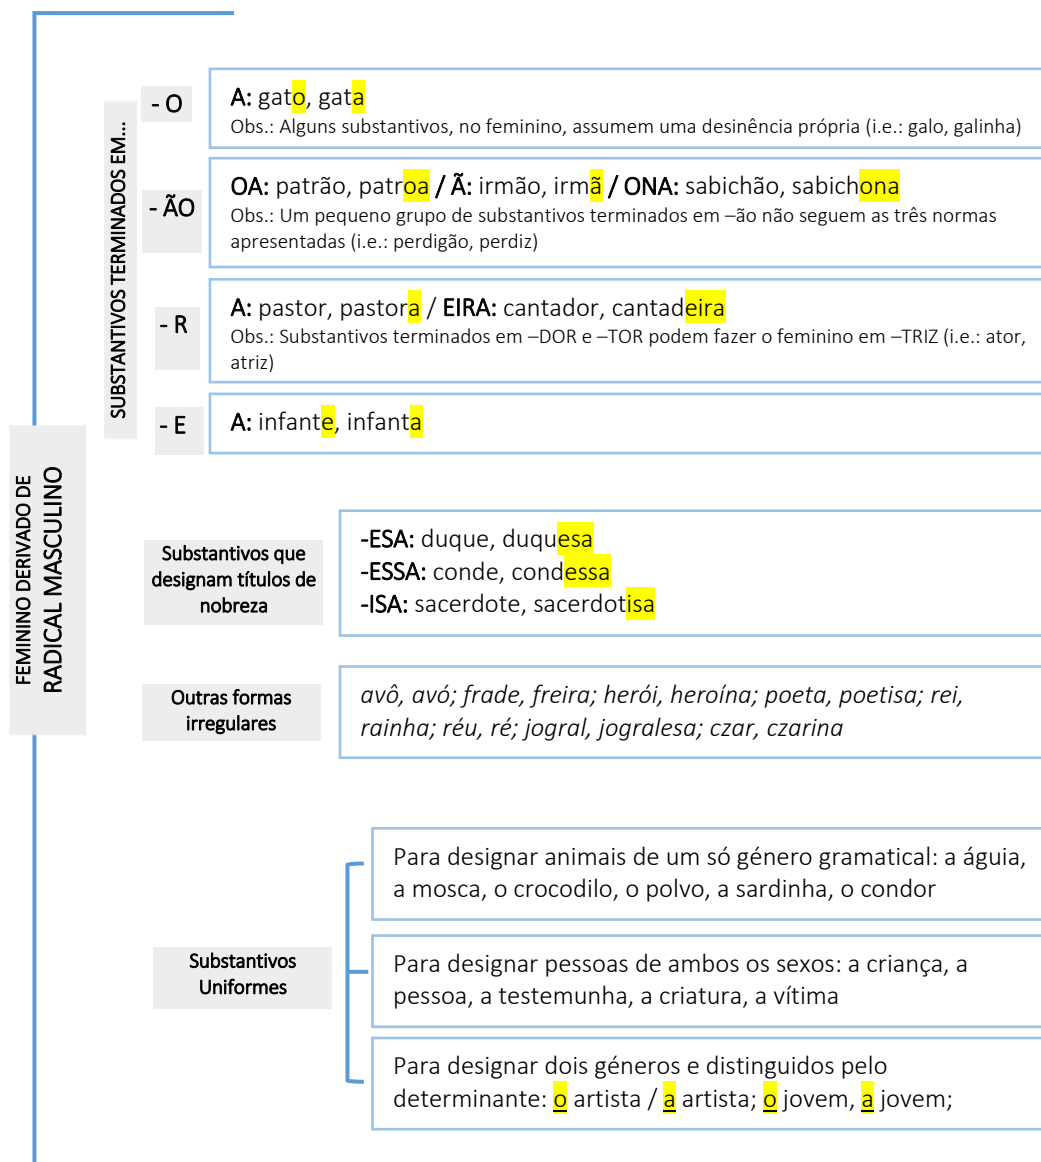 FEMININO DERIVADO DE
RADICAL MASCULINO
SUBSTANTIVOS TERMINADOS EM...
- O
A: gato, gata
Obs.: Alguns substantivos, no feminino, assumem uma desinência própria (i.e.: galo, galinha)
- ÃO
OA: patrão, patroa / Ã: irmão, irmã / ONA: sabichão, sabichona
Obs.: Um pequeno grupo de substantivos terminados em –ão não seguem as três normas
apresentadas (i.e.: perdigão, perdiz)
- R
A: pastor, pastora / EIRA: cantador, cantadeira
Obs.: Substantivos terminados em –DOR e –TOR podem fazer o feminino em –TRIZ (i.e.: ator,
atriz)
- E
A: infante, infanta
Substantivos que
designam títulos de
nobreza
-ESA: duque, duquesa
-ESSA: conde, condessa
-ISA: sacerdote, sacerdotisa
Outras formas
irregulares
avô, avó; frade, freira; herói, heroína; poeta, poetisa; rei,
rainha; réu, ré; jogral, jogralesa; czar, czarina
Substantivos
Uniformes
Para designar animais de um só género gramatical: a águia,
a mosca, o crocodilo, o polvo, a sardinha, o condor
Para designar pessoas de ambos os sexos: a criança, a
pessoa, a testemunha, a criatura, a vítima
Para designar dois géneros e distinguidos pelo
determinante: o artista / a artista; o jovem, a jovem;